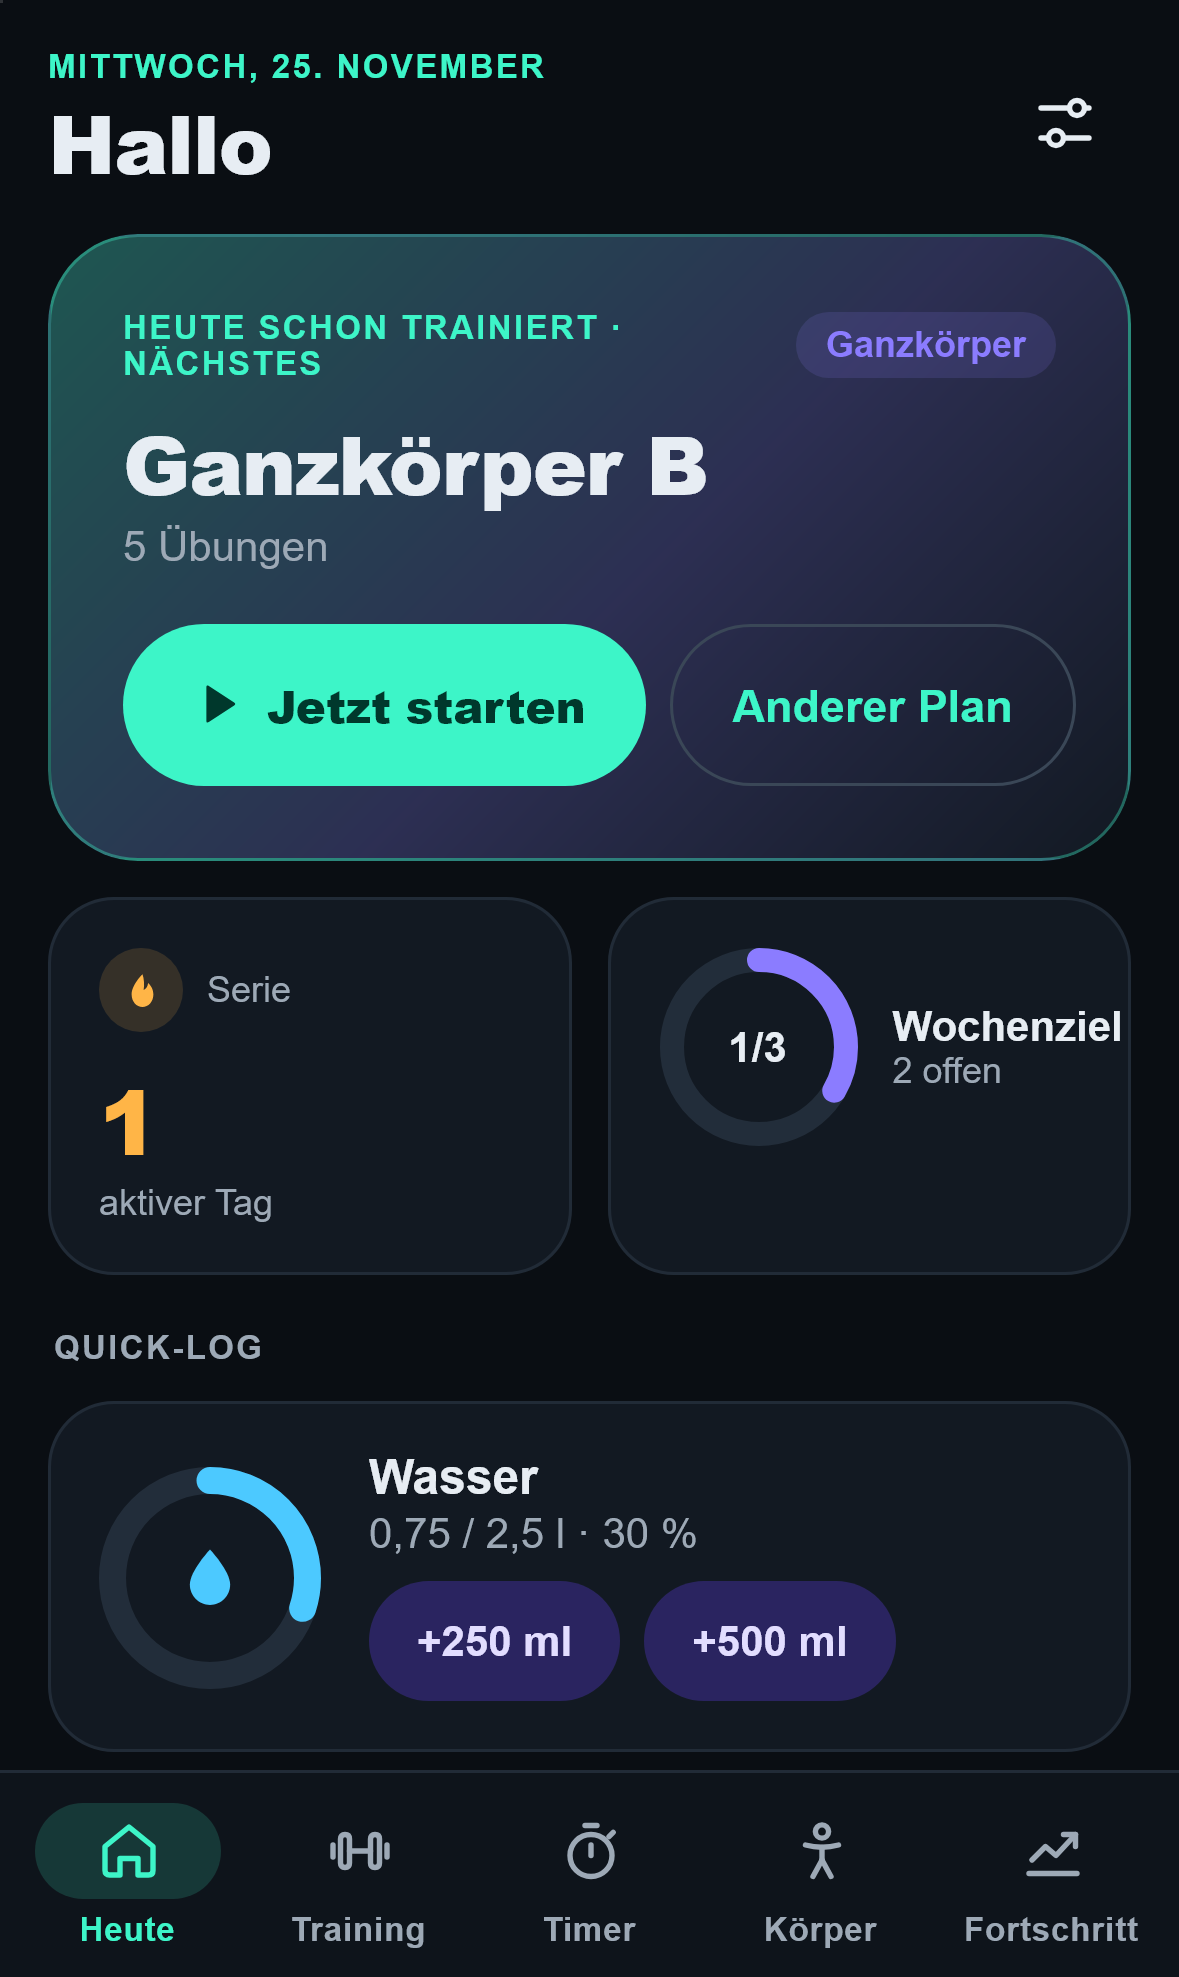 MITTWOCH, 25. NOVEMBER
Hallo
HEUTE SCHON TRAINIERT ·
NÄCHSTES
Ganzkörper
Ganzkörper B
5 Übungen
Jetzt starten
Anderer Plan
Serie
1
aktiver Tag
1/3
Wochenziel
2 offen
QUICK-LOG
Wasser
0,75 / 2,5 l · 30 %
+250 ml
+500 ml
Heute
Training
Timer
Körper
Fortschritt